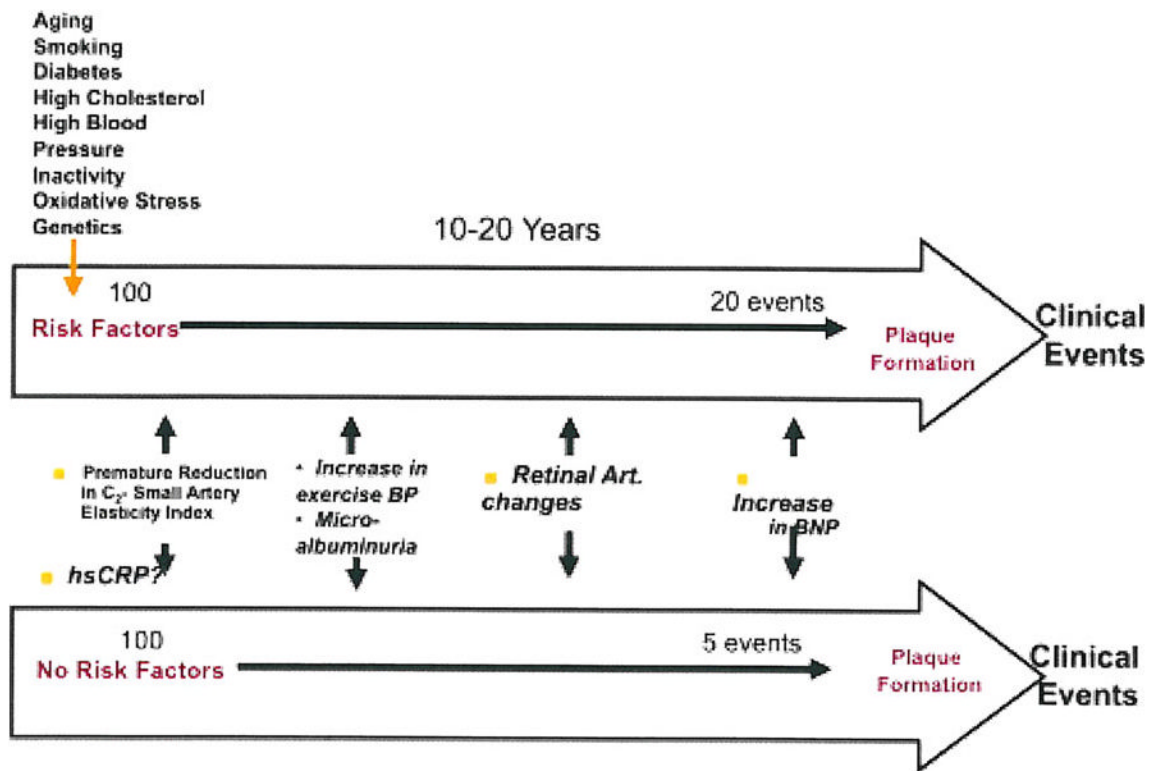 Aging
Smoking
Diabetes
High Cholesterol
High Blood
Pressure
Inactivity
Oxidative Stress
Genetics
10-20 Years
100
20 events
Risk Factors
Plaque
Formation
Clinical
Events
Premature Reduction
in C₂- Small Artery
Elasticity Index
hsCRP?
• Increase in
exercise BP
• Micro-
albuminuria
Retinal Art.
changes
Increase
in BNP
100
5 events
No Risk Factors
Plaque
Formation
Clinical
Events